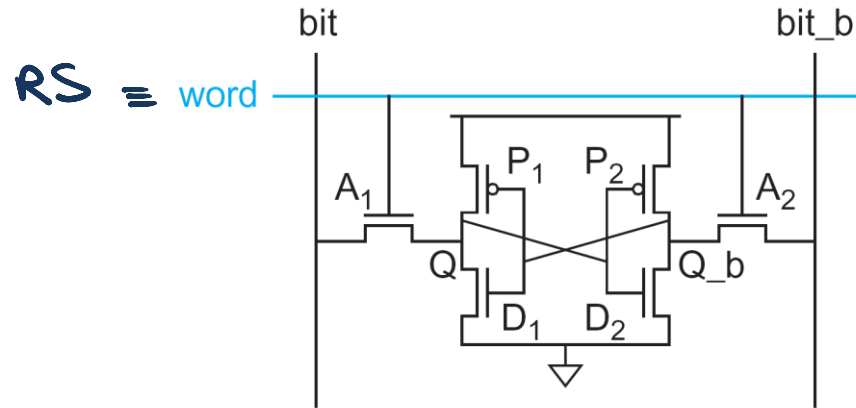 bit bit_b
RS ≡ word
P1 P2
A1 A2
Q Q_b
D1 D2